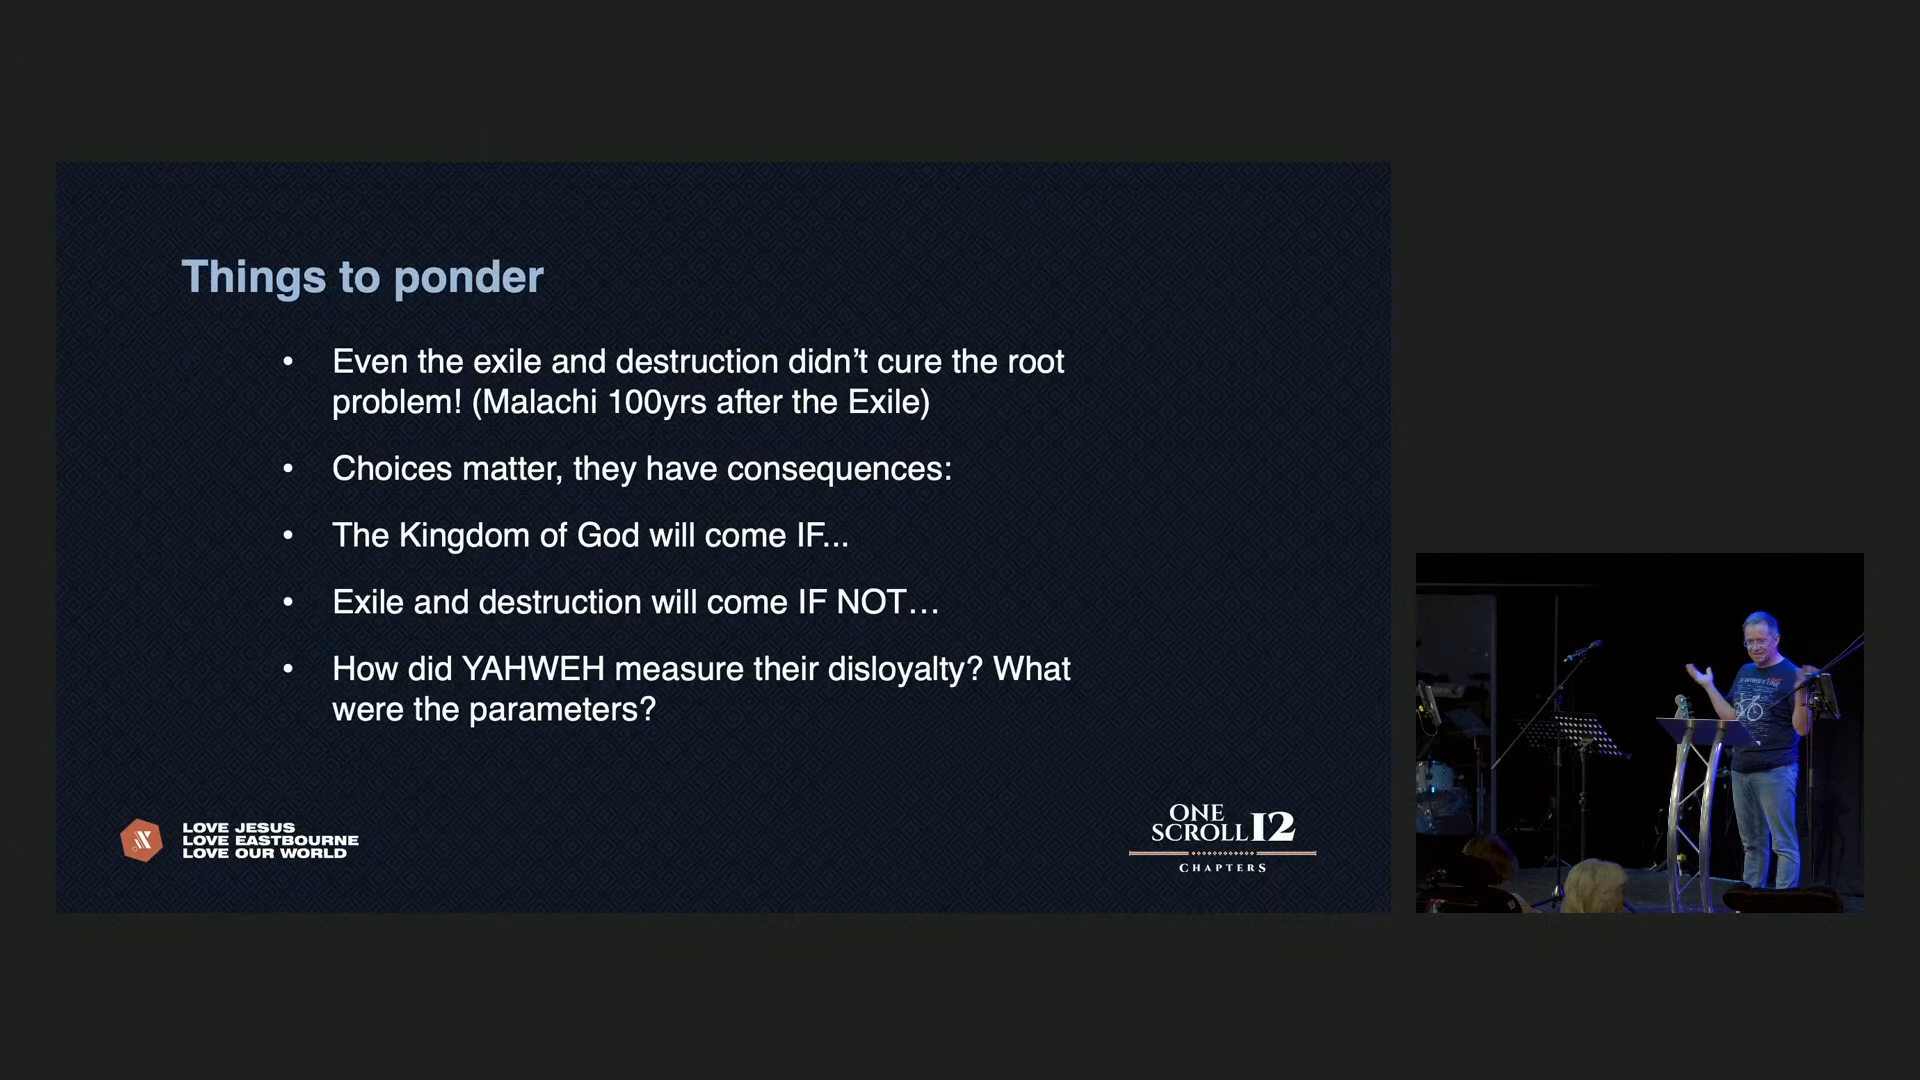 Things to ponder
• Even the exile and destruction didn’t cure the root
problem! (Malachi 100yrs after the Exile)
• Choices matter, they have consequences:
• The Kingdom of God will come IF...
• Exile and destruction will come IF NOT…
• How did YAHWEH measure their disloyalty? What
were the parameters?
LOVE JESUS
LOVE EASTBOURNE
LOVE OUR WORLD
ONE
SCROLL 12
CHAPTERS